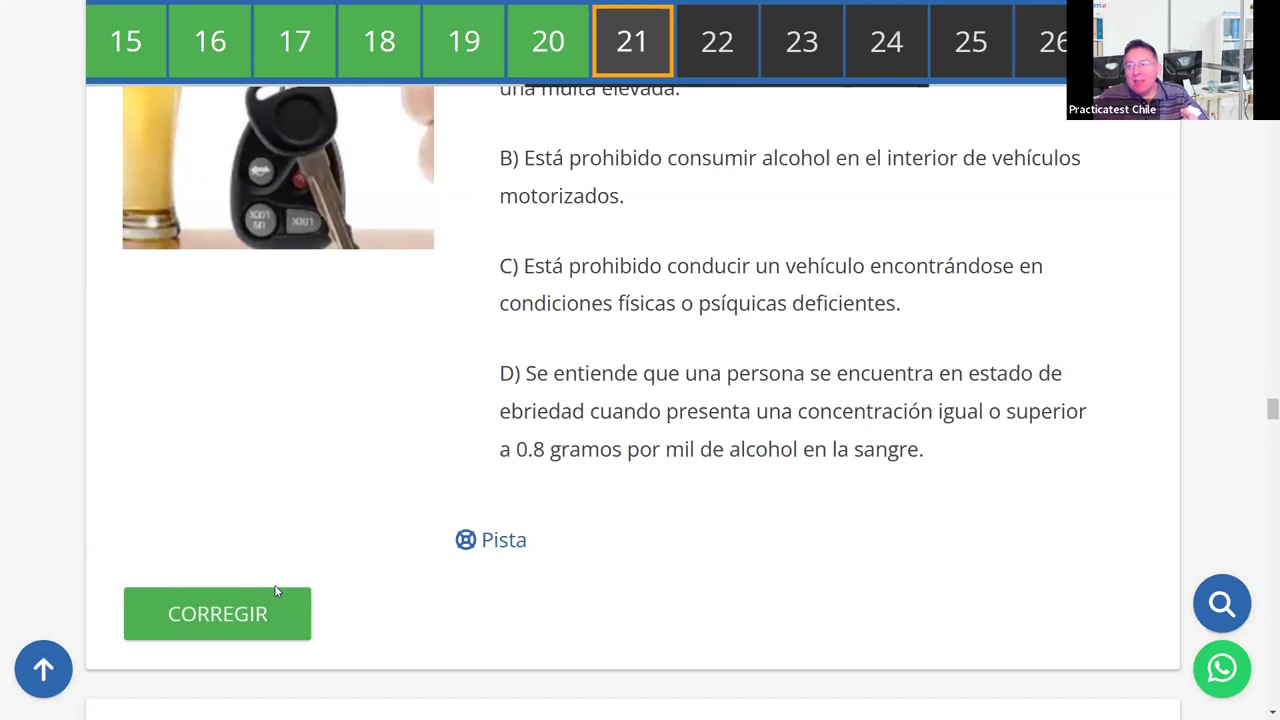 15 16 17 18 19 20 21 22 23 24 25 26
Practicatest Chile
una multa elevada.
B) Está prohibido consumir alcohol en el interior de vehículos
motorizados.
C) Está prohibido conducir un vehículo encontrándose en
condiciones físicas o psíquicas deficientes.
D) Se entiende que una persona se encuentra en estado de
ebriedad cuando presenta una concentración igual o superior
a 0.8 gramos por mil de alcohol en la sangre.
Pista
CORREGIR